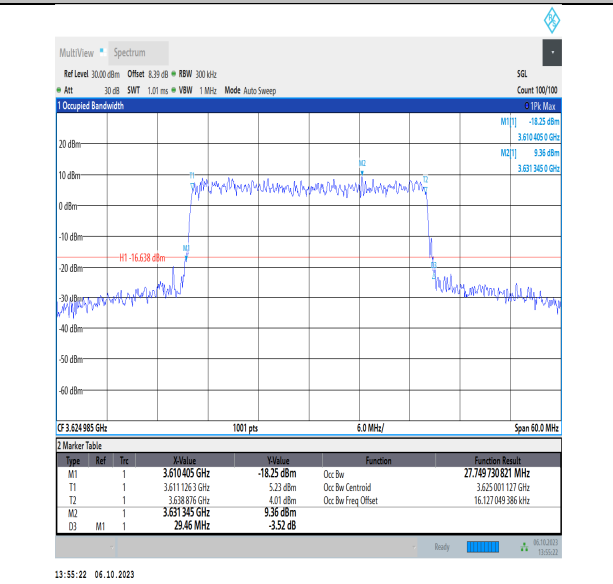 MultiView Spectrum
Ref Level 30.00 dBm Offset 8.39 dB RBW 300 kHz SGL
Att 30 dB SWT 1.01 ms VBW 1 MHz Mode Auto Sweep Count 100/100
1 Occupied Bandwidth 1Pk Max
M1[1] -18.25 dBm
3.610 405 0 GHz
M2[1] 9.36 dBm
3.631 345 0 GHz
20 dBm
M2
10 dBm
T1
T2
0 dBm
-10 dBm
H1 -16.638 dBm
-20 dBm
-30 dBm
-40 dBm
-50 dBm
-60 dBm
CF 3.624 985 GHz 1001 pts 6.0 MHz/ Span 60.0 MHz
2 Marker Table
Type Ref Trc X-Value Y-Value Function Function Result
M1 1 3.610 405 GHz -18.25 dBm Occ Bw 27.749 730 821 MHz
T1 1 3.611 126 3 GHz 5.23 dBm Occ Bw Centroid 3.625 001 127 GHz
T2 1 3.638 876 GHz 4.01 dBm Occ Bw Freq Offset 16.127 049 386 kHz
M2 1 3.631 345 GHz 9.36 dBm
D3 M1 1 29.46 MHz -3.52 dB
Ready 06.10.2023
13:55:22
13:55:22 06.10.2023